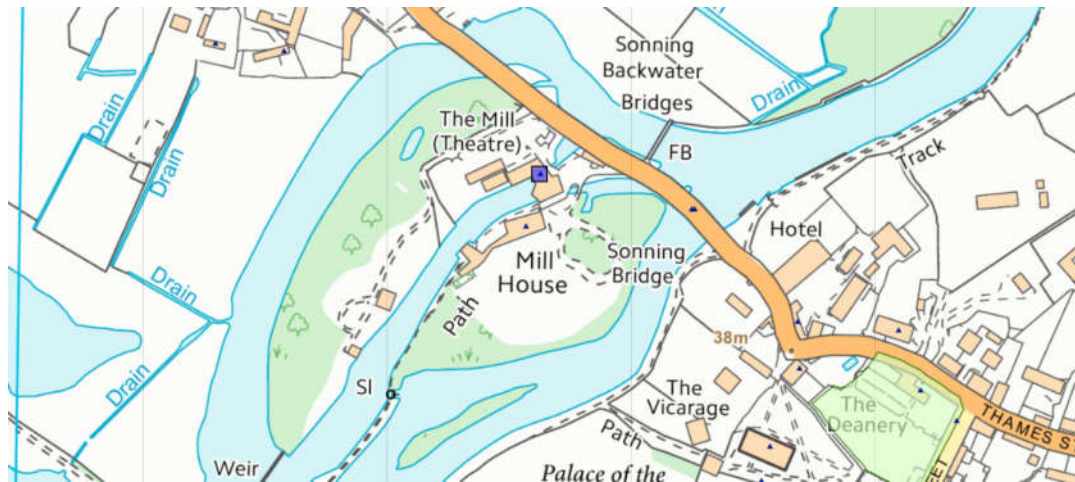 Sonning
Backwater
Bridges
Drain
Drain
The Mill
(Theatre)
FB
Track
Drain
Hotel
Sonning
Bridge
Mill
House
Drain
Path
38m
Drain
SI
The
Vicarage
The
Deanery
THAMES S
Path
Weir
Palace of the